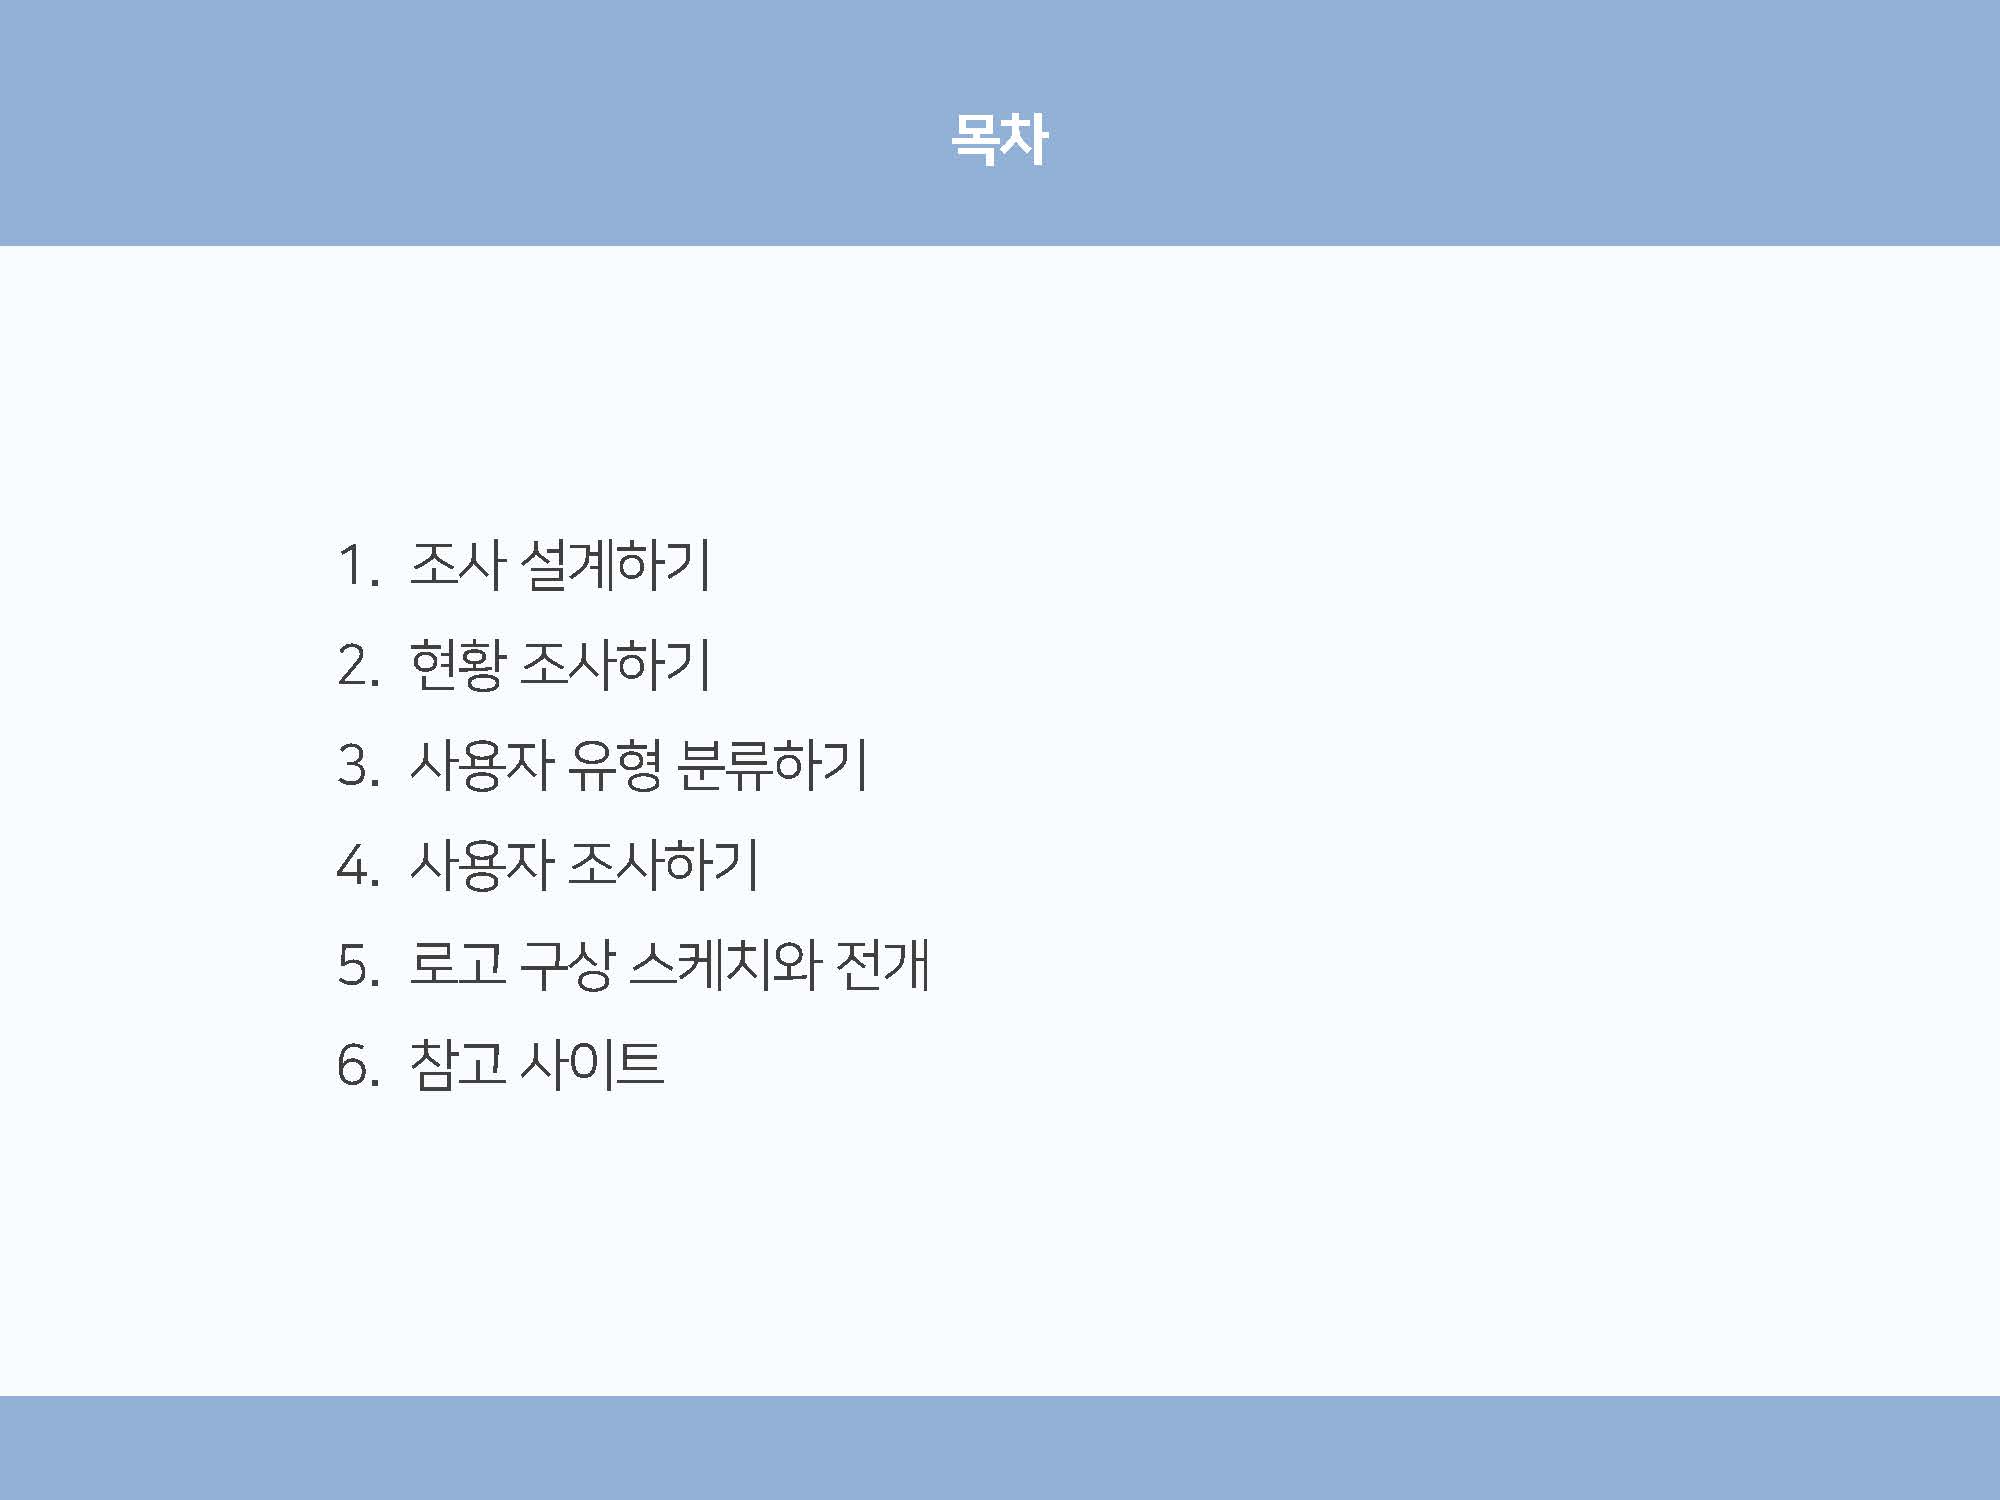 목차
1. 조사 설계하기
2. 현황 조사하기
3. 사용자 유형 분류하기
4. 사용자 조사하기
5. 로고 구상 스케치와 전개
6. 참고 사이트